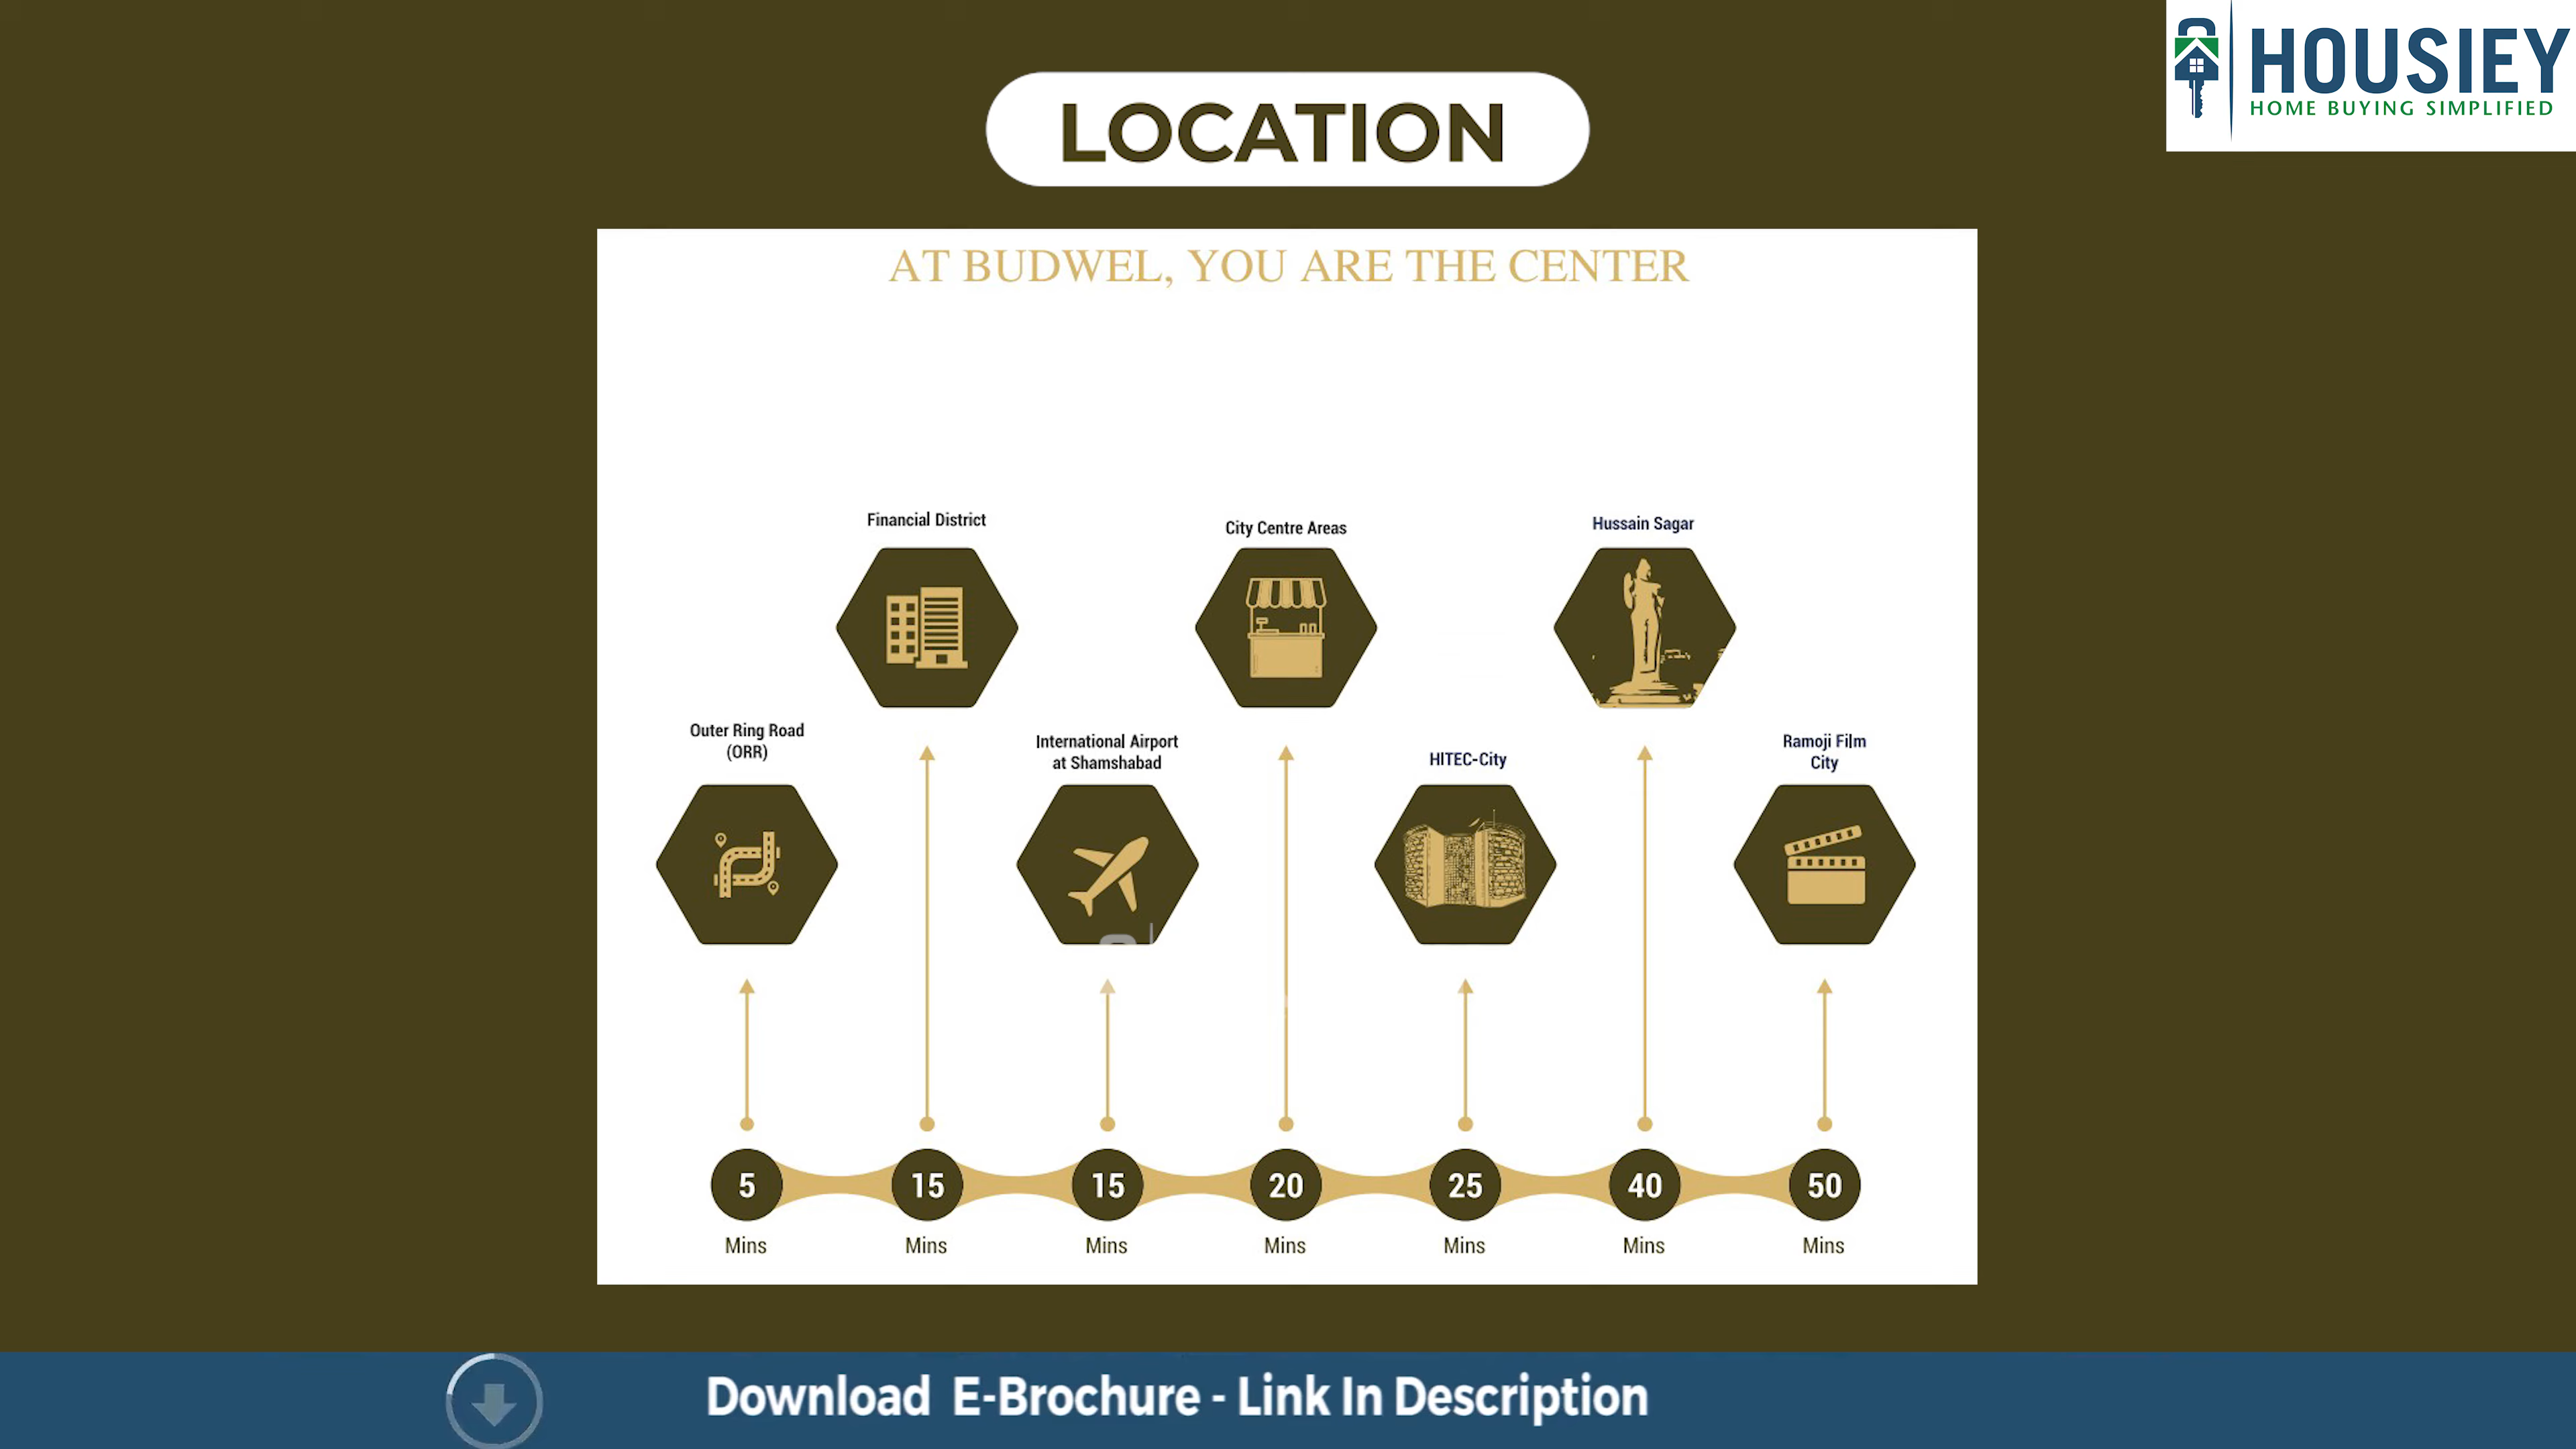 HOUSIEY
HOME BUYING SIMPLIFIED
LOCATION
AT BUDWEL, YOU ARE THE CENTER
Financial District
City Centre Areas
Hussain Sagar
Outer Ring Road
(ORR)
International Airport
at Shamshabad
HITEC-City
Ramoji Film
City
5 15 15 20 25 40 50
Mins Mins Mins Mins Mins Mins Mins
Download E-Brochure - Link In Description